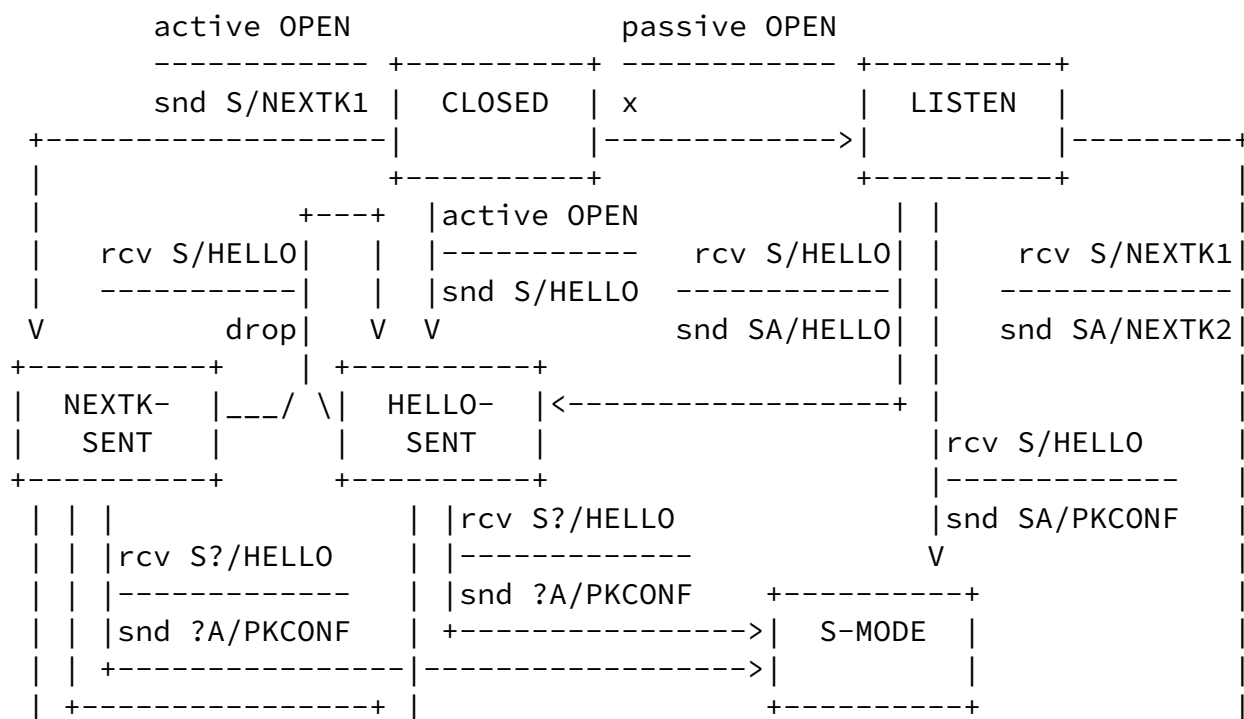 active OPEN passive OPEN
snd S/NEXTK1 CLOSED x LISTEN
active OPEN
rcv S/HELLO rcv S/HELLO rcv S/NEXTK1
snd S/HELLO
drop snd SA/HELLO snd SA/NEXTK2
NEXTK- HELLO-
SENT SENT rcv S/HELLO
rcv S?/HELLO snd SA/PKCONF
rcv S?/HELLO
snd ?A/PKCONF
snd ?A/PKCONF S-MODE